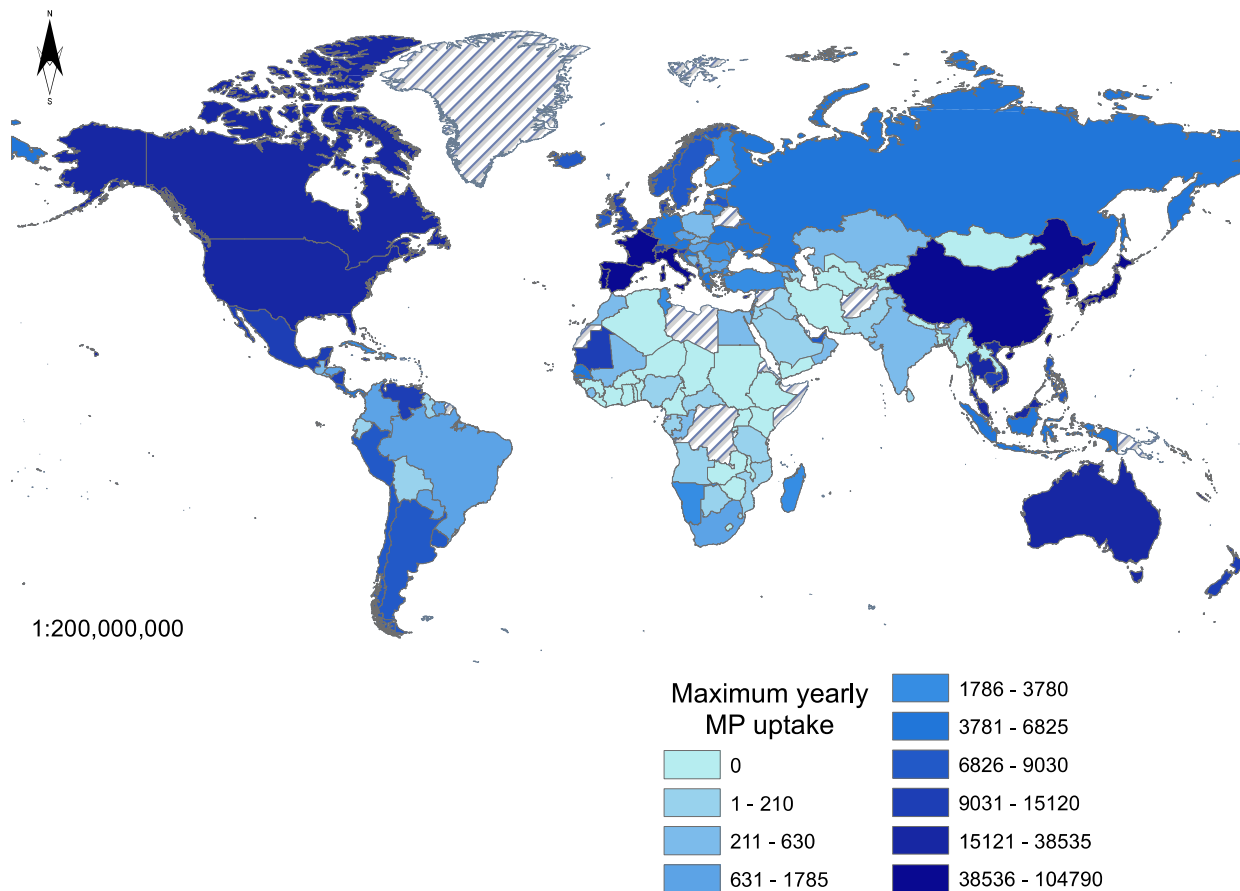 N
S
1:200,000,000
Maximum yearly
MP uptake
0
1 - 210
211 - 630
631 - 1785
1786 - 3780
3781 - 6825
6826 - 9030
9031 - 15120
15121 - 38535
38536 - 104790